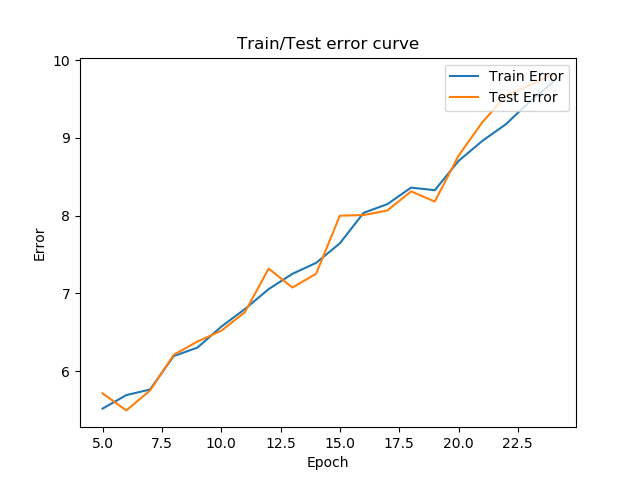 Train/Test error curve
10
9
8
7
6
Error
Train Error
Test Error
5.0 7.5 10.0 12.5 15.0 17.5 20.0 22.5
Epoch